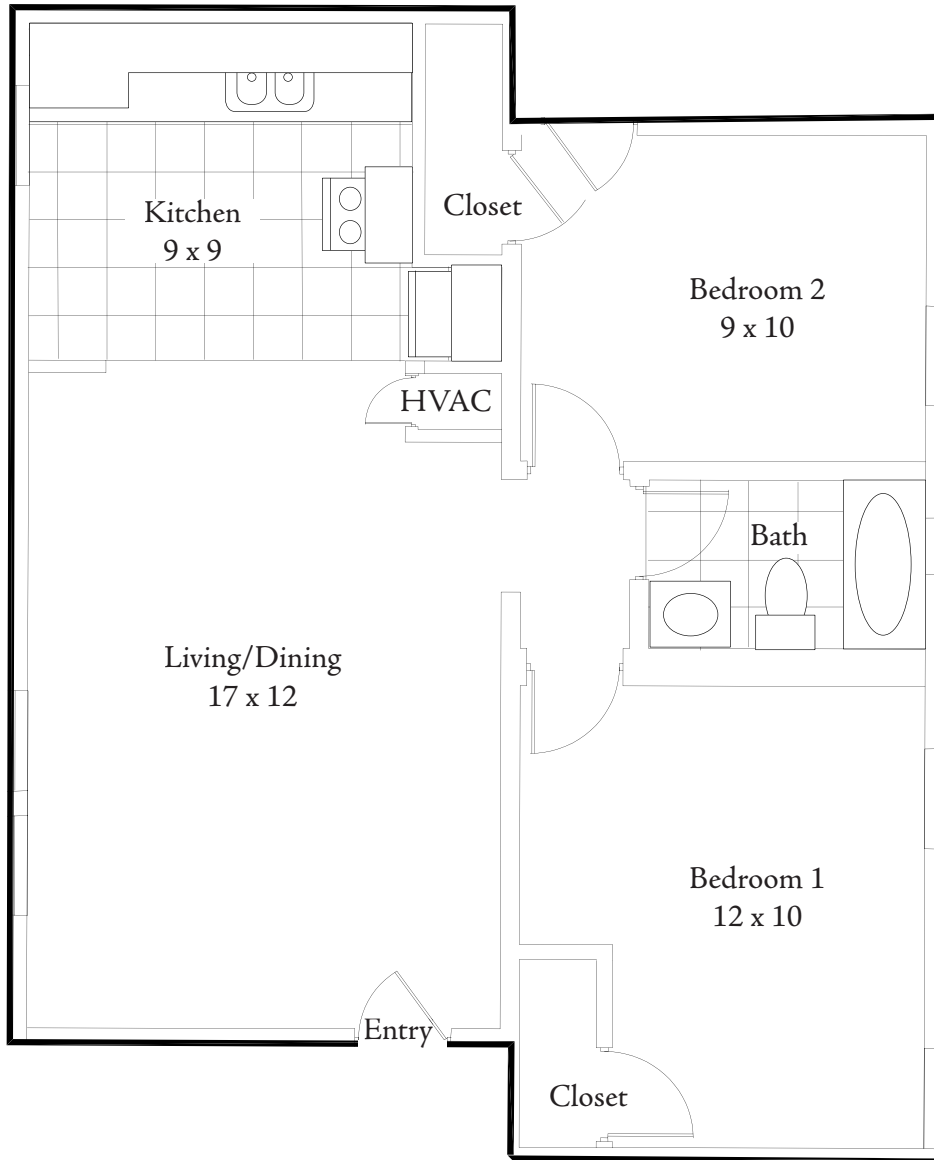 Kitchen
9 x 9
Closet
Bedroom 2
9 x 10
HVAC
Bath
Living/Dining
17 x 12
Bedroom 1
12 x 10
Entry
Closet